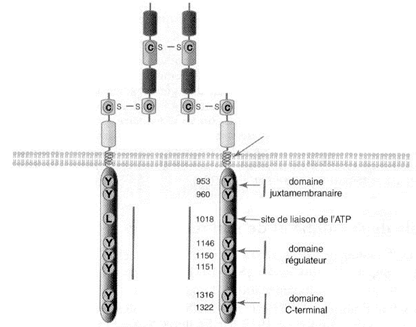 C S – S C
C S – S C C S – S C
953 Y Y domaine
960 Y Y juxtamembranaire
1018 L L site de liaison de l'ATP
1146 Y Y
1150 Y Y domaine
1151 Y Y régulateur
1316 Y Y domaine
1322 Y Y C-terminal